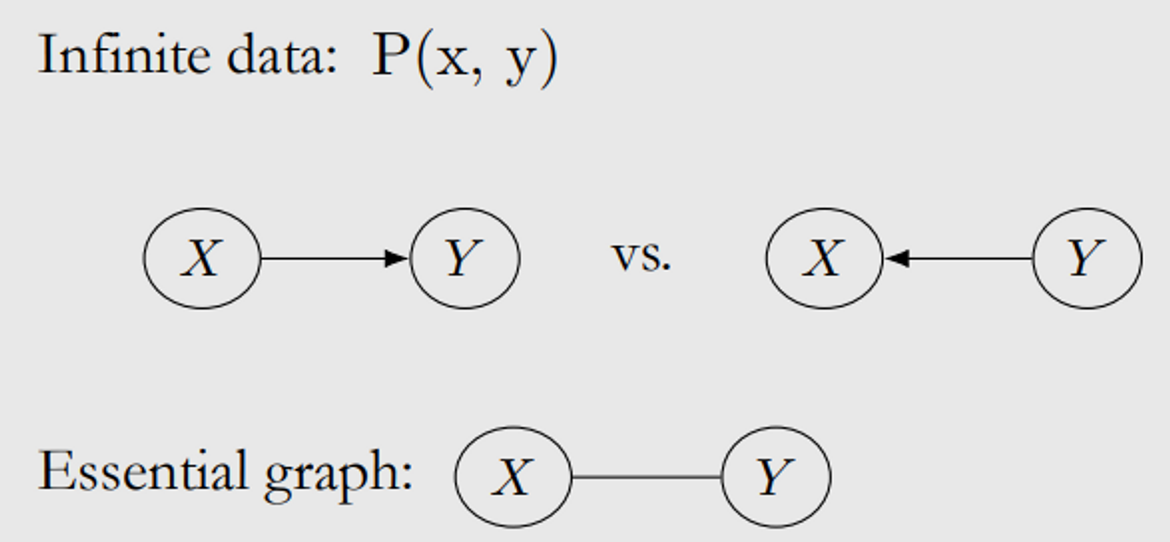 Infinite data: P(x, y)
X Y vs. X Y
Essential graph: X Y